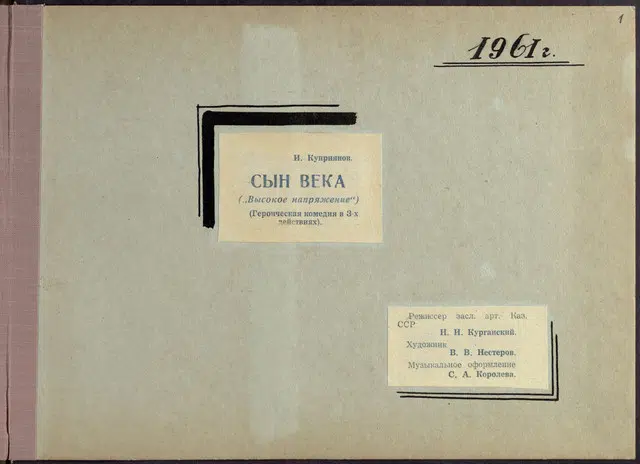 1
1961 г.
И. Куприянов.
СЫН ВЕКА
(„Высокое напряжение“)
(Героическая комедия в 3-х
действиях).
Режиссер засл. арт. Каз.
ССР
Н. И. Курганский.
Художник
В. В. Нестеров.
Музыкальное оформление
С. А. Королева.